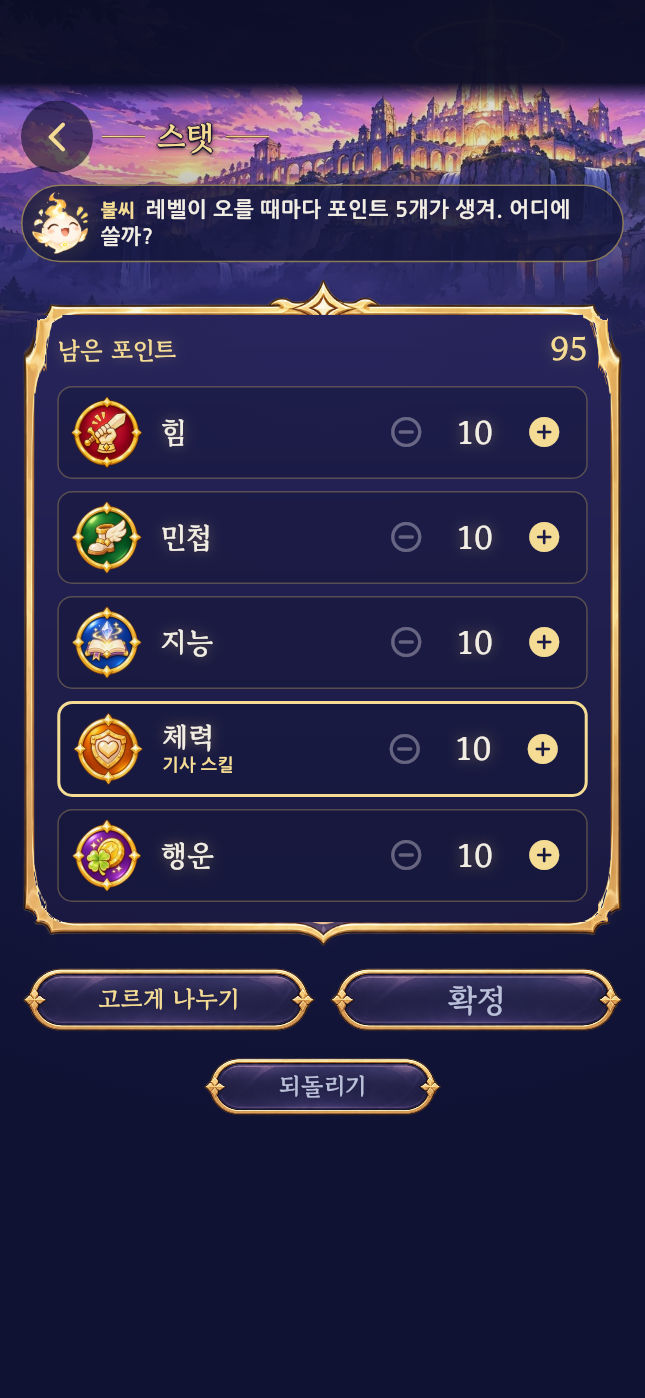 스탯
불씨 레벨이 오를 때마다 포인트 5개가 생겨. 어디에
쓸까?
남은 포인트 95
힘 10
민첩 10
지능 10
체력 10
기사 스킬
행운 10
고르게 나누기 확정
되돌리기